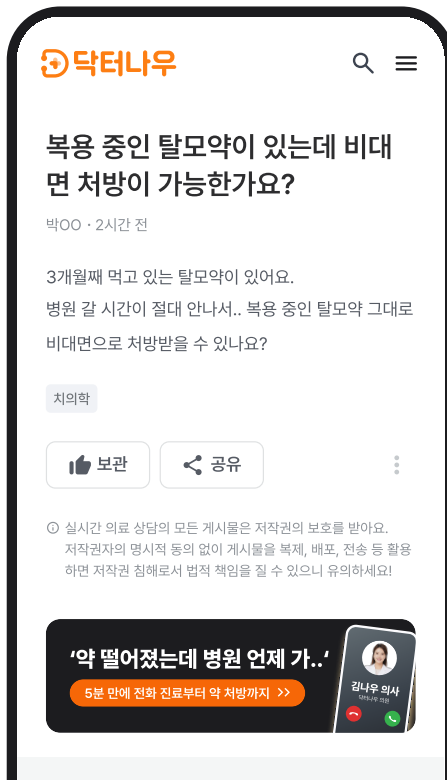 닥터나우
복용 중인 탈모약이 있는데 비대
면 처방이 가능한가요?
박OO · 2시간 전
3개월째 먹고 있는 탈모약이 있어요.
병원 갈 시간이 절대 안나서.. 복용 중인 탈모약 그대로
비대면으로 처방받을 수 있나요?
치의학
보관 공유
실시간 의료 상담의 모든 게시물은 저작권의 보호를 받아요.
저작권자의 명시적 동의 없이 게시물을 복제, 배포, 전송 등 활용
하면 저작권 침해로서 법적 책임을 질 수 있으니 유의하세요!
‘약 떨어졌는데 병원 언제 가..‘
5분 만에 전화 진료부터 약 처방까지 >>
김나우 의사
닥터나우 의원